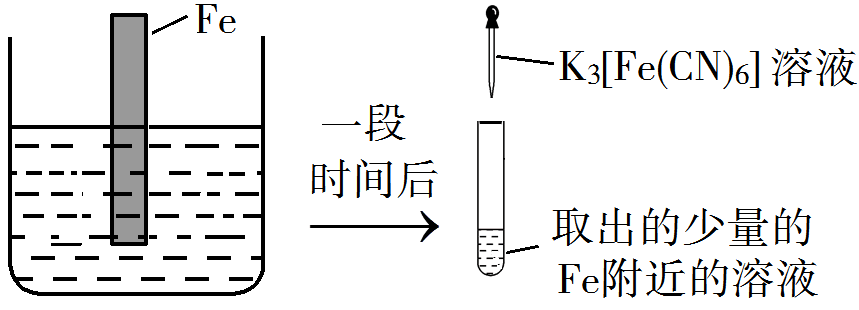 Fe
K₃[Fe(CN)₆] 溶液
一段
时间后
取出的少量的
Fe附近的溶液